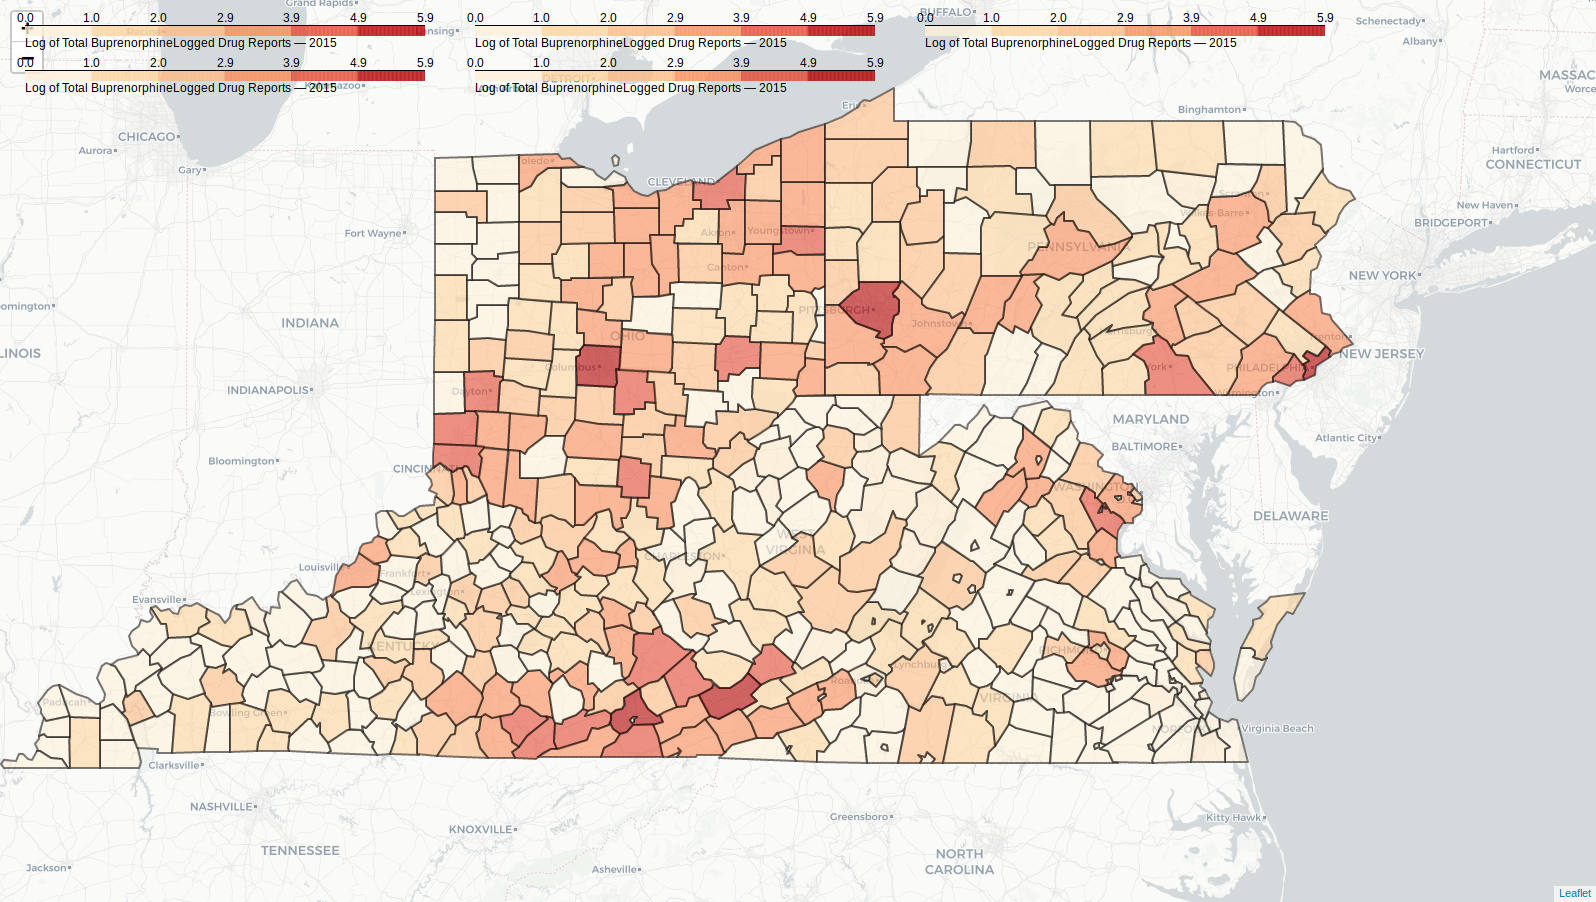 Grand Rapids
BUFFALO
Schenectady
Albany
0.0 1.0 2.0 2.9 3.9 4.9 5.9
Log of Total BuprenorphineLogged Drug Reports — 2015
0.0 1.0 2.0 2.9 3.9 4.9 5.9
Log of Total BuprenorphineLogged Drug Reports — 2015
0.0 1.0 2.0 2.9 3.9 4.9 5.9
Log of Total BuprenorphineLogged Drug Reports — 2015
0.0 1.0 2.0 2.9 3.9 4.9 5.9
Log of Total BuprenorphineLogged Drug Reports — 2015
0.0 1.0 2.0 2.9 3.9 4.9 5.9
Log of Total BuprenorphineLogged Drug Reports — 2015
nsing
azoo
DETROIT
MASSAC
Worce
Erie
Binghamton
CHICAGO
Aurora
Gary
Hartford
CONNECTICUT
oledo
CLEVELAND
Scranton
Wilkes-Barre
New Haven
BRIDGEPORT
Fort Wayne
Akron
Youngstown
PENNSYLVANIA
Canton
NEW YORK
oomington
INDIANA
PITTSBURGH
Johnstown
Harrisburg
OHIO
Trenton
LINOIS
NEW JERSEY
Columbus
York
PHILADELPHIA
INDIANAPOLIS
Dayton
Wilmington
MARYLAND
BALTIMORE
Atlantic City
Bloomington
CINCINNATI
WASHINGTON
DELAWARE
WEST
VIRGINIA
CHARLESTON
Louisville
Frankfort
Lexington
Evansville
KENTUCKY
RICHMOND
Lynchburg
Roanoke
VIRGINIA
Paducah
Bowling Green
NORFOLK
Virginia Beach
Clarksville
NASHVILLE
KNOXVILLE
Greensboro
Kitty Hawk
TENNESSEE
NORTH
CAROLINA
Jackson
Asheville
Leaflet